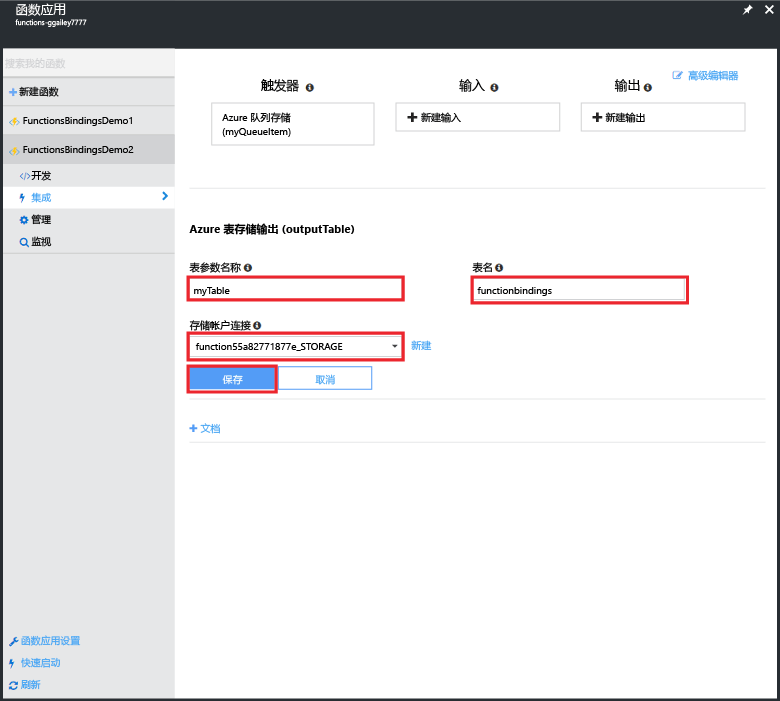 函数应用
functions-ggailey7777
搜索我的函数
新建函数
FunctionsBindingsDemo1
FunctionsBindingsDemo2
</>开发
集成
管理
监视
函数应用设置
快速启动
刷新
触发器
Azure 队列存储
(myQueueItem)
输入
新建输入
输出
新建输出
高级编辑器
Azure 表存储输出 (outputTable)
表参数名称
myTable
表名
functionbindings
存储帐户连接
function55a82771877e_STORAGE
新建
保存
取消
文档